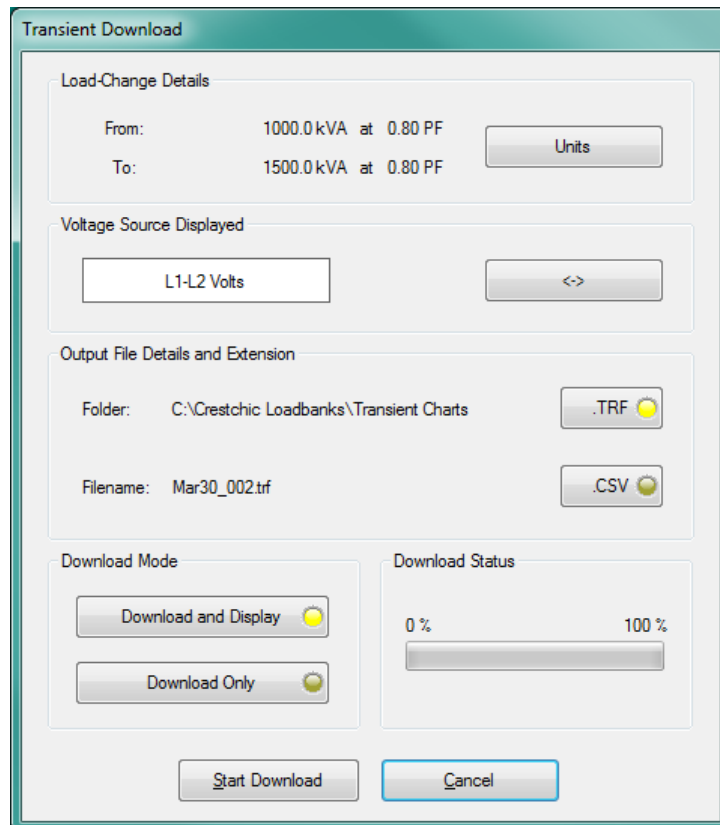 Transient Download
Load-Change Details
From: 1000.0 kVA at 0.80 PF
Units
To: 1500.0 kVA at 0.80 PF
Voltage Source Displayed
L1-L2 Volts
<->
Output File Details and Extension
Folder: C:\Crestchic Loadbanks\Transient Charts
.TRF
Filename: Mar30_002.trf
.CSV
Download Mode
Download and Display
Download Only
Download Status
0 % 100 %
Start Download
Cancel